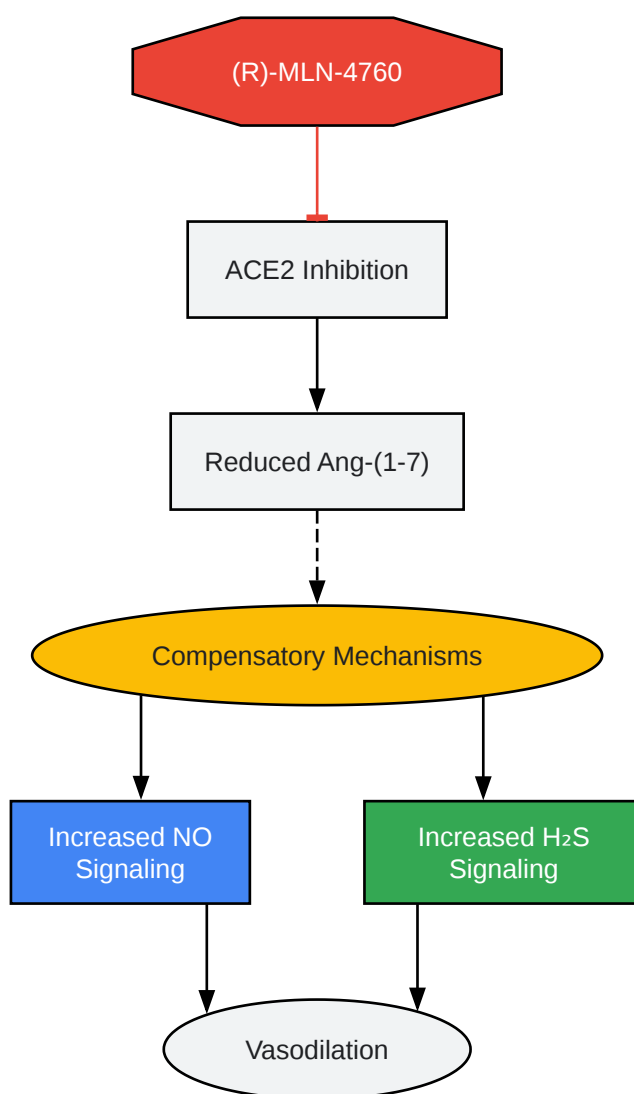 (R)-MLN-4760
ACE2 Inhibition
Reduced Ang-(1-7)
Compensatory Mechanisms
Increased NO
Signaling
Increased H₂S
Signaling
Vasodilation